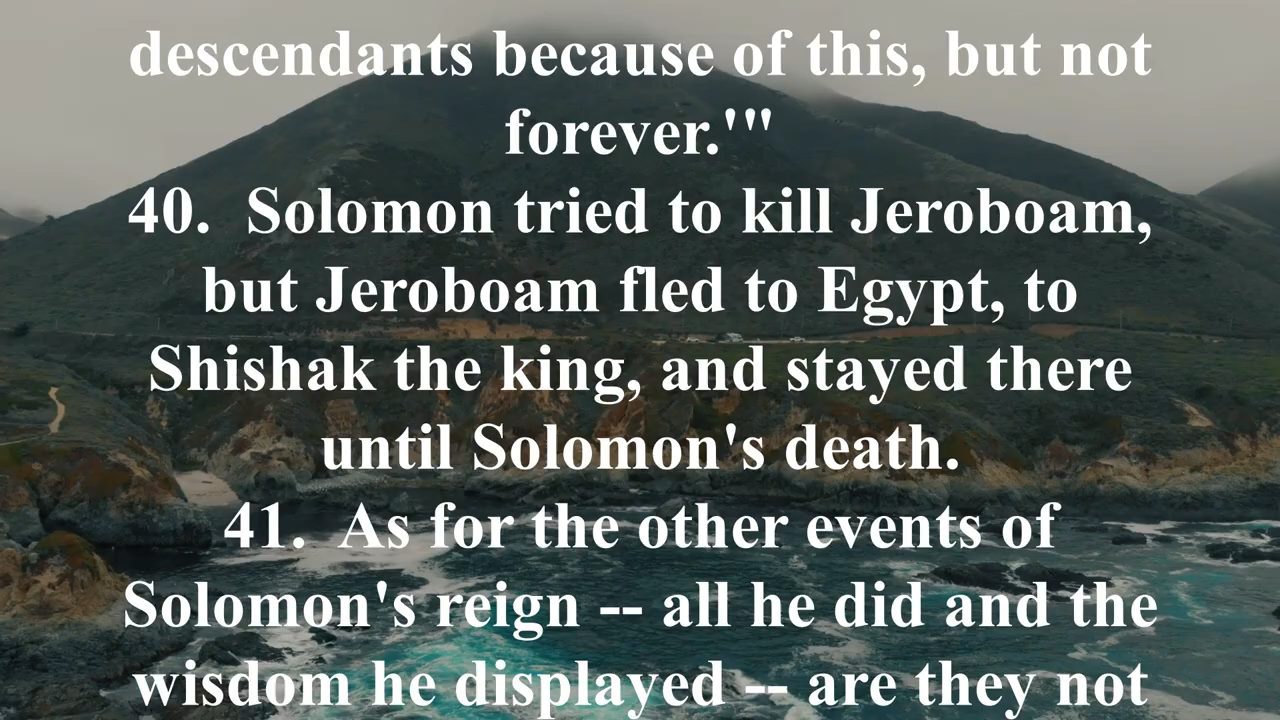 descendants because of this, but not
forever.'"
40.  Solomon tried to kill Jeroboam,
but Jeroboam fled to Egypt, to
Shishak the king, and stayed there
until Solomon's death.
41.  As for the other events of
Solomon's reign -- all he did and the
wisdom he displayed -- are they not